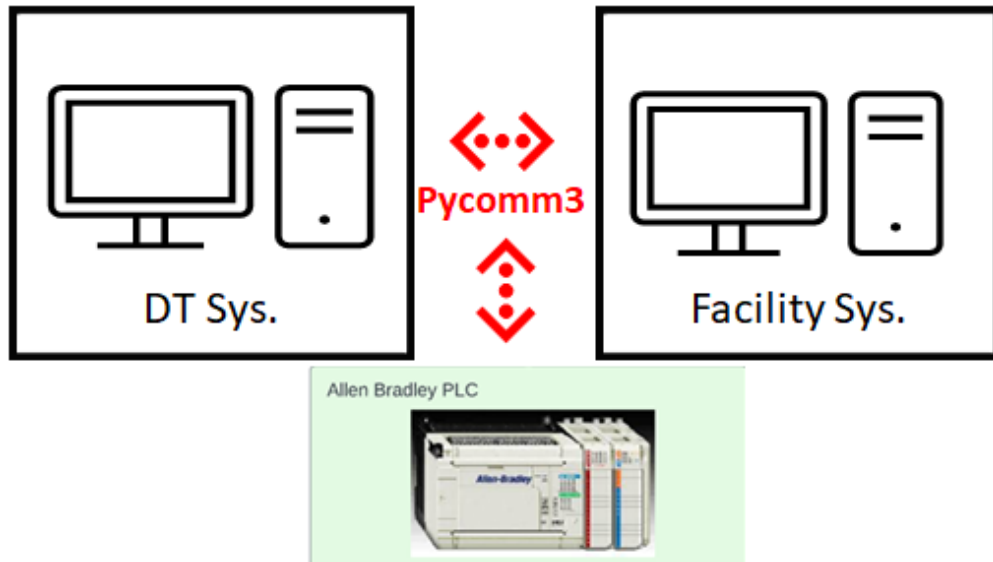 Pycomm3
DT Sys.
Facility Sys.
Allen Bradley PLC
Allen-Bradley